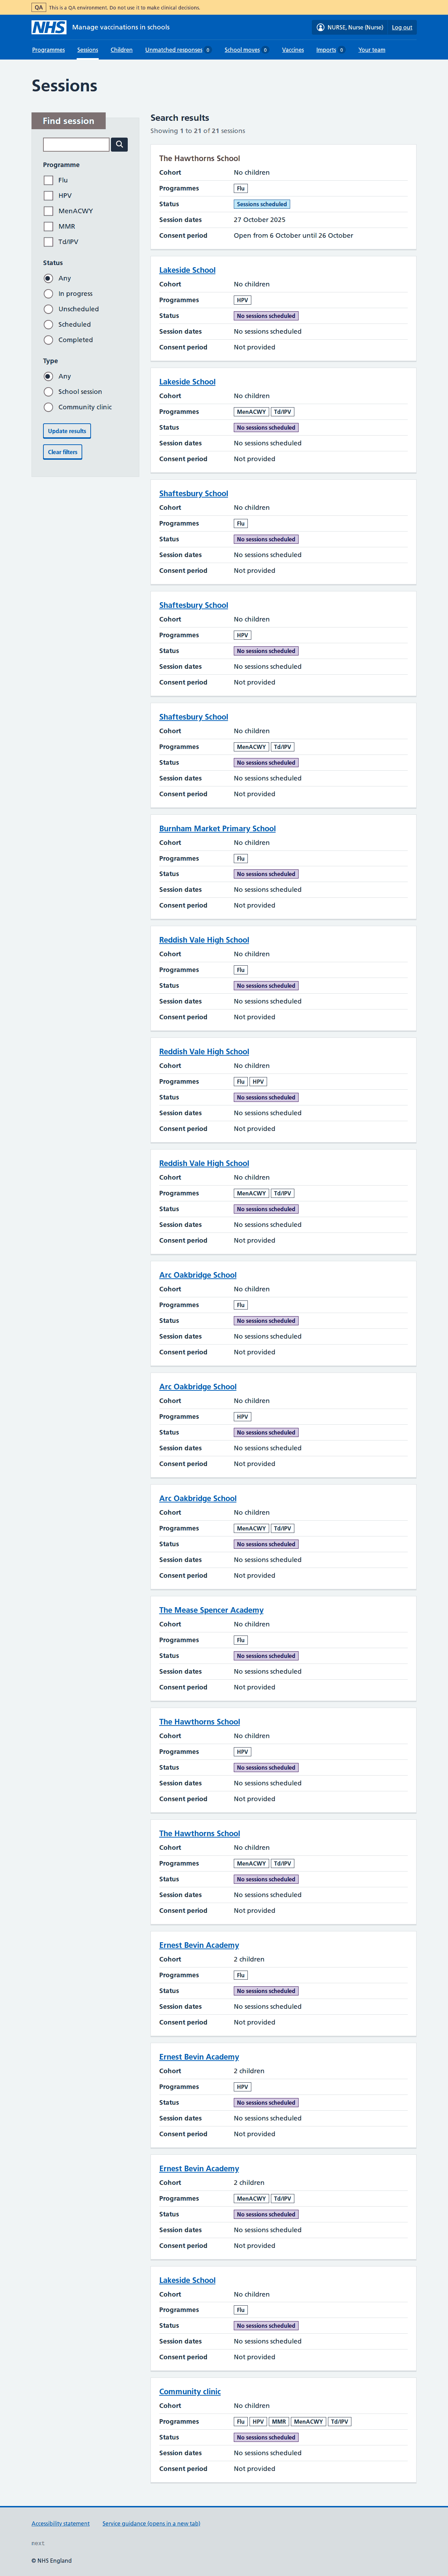 QA This is a QA environment. Do not use it to make clinical decisions.
NHS Manage vaccinations in schools NURSE, Nurse (Nurse) Log out
Programmes Sessions Children Unmatched responses 0 School moves 0 Vaccines Imports 0 Your team
Sessions
Find session
Programme
Flu
HPV
MenACWY
MMR
Td/IPV
Status
Any
In progress
Unscheduled
Scheduled
Completed
Type
Any
School session
Community clinic
Update results
Clear filters
Search results
Showing 1 to 21 of 21 sessions
The Hawthorns School
Cohort No children
Programmes Flu
Status Sessions scheduled
Session dates 27 October 2025
Consent period Open from 6 October until 26 October
Lakeside School
Cohort No children
Programmes HPV
Status No sessions scheduled
Session dates No sessions scheduled
Consent period Not provided
Lakeside School
Cohort No children
Programmes MenACWY Td/IPV
Status No sessions scheduled
Session dates No sessions scheduled
Consent period Not provided
Shaftesbury School
Cohort No children
Programmes Flu
Status No sessions scheduled
Session dates No sessions scheduled
Consent period Not provided
Shaftesbury School
Cohort No children
Programmes HPV
Status No sessions scheduled
Session dates No sessions scheduled
Consent period Not provided
Shaftesbury School
Cohort No children
Programmes MenACWY Td/IPV
Status No sessions scheduled
Session dates No sessions scheduled
Consent period Not provided
Burnham Market Primary School
Cohort No children
Programmes Flu
Status No sessions scheduled
Session dates No sessions scheduled
Consent period Not provided
Reddish Vale High School
Cohort No children
Programmes Flu
Status No sessions scheduled
Session dates No sessions scheduled
Consent period Not provided
Reddish Vale High School
Cohort No children
Programmes Flu HPV
Status No sessions scheduled
Session dates No sessions scheduled
Consent period Not provided
Reddish Vale High School
Cohort No children
Programmes MenACWY Td/IPV
Status No sessions scheduled
Session dates No sessions scheduled
Consent period Not provided
Arc Oakbridge School
Cohort No children
Programmes Flu
Status No sessions scheduled
Session dates No sessions scheduled
Consent period Not provided
Arc Oakbridge School
Cohort No children
Programmes HPV
Status No sessions scheduled
Session dates No sessions scheduled
Consent period Not provided
Arc Oakbridge School
Cohort No children
Programmes MenACWY Td/IPV
Status No sessions scheduled
Session dates No sessions scheduled
Consent period Not provided
The Mease Spencer Academy
Cohort No children
Programmes Flu
Status No sessions scheduled
Session dates No sessions scheduled
Consent period Not provided
The Hawthorns School
Cohort No children
Programmes HPV
Status No sessions scheduled
Session dates No sessions scheduled
Consent period Not provided
The Hawthorns School
Cohort No children
Programmes MenACWY Td/IPV
Status No sessions scheduled
Session dates No sessions scheduled
Consent period Not provided
Ernest Bevin Academy
Cohort 2 children
Programmes Flu
Status No sessions scheduled
Session dates No sessions scheduled
Consent period Not provided
Ernest Bevin Academy
Cohort 2 children
Programmes HPV
Status No sessions scheduled
Session dates No sessions scheduled
Consent period Not provided
Ernest Bevin Academy
Cohort 2 children
Programmes MenACWY Td/IPV
Status No sessions scheduled
Session dates No sessions scheduled
Consent period Not provided
Lakeside School
Cohort No children
Programmes Flu
Status No sessions scheduled
Session dates No sessions scheduled
Consent period Not provided
Community clinic
Cohort No children
Programmes Flu HPV MMR MenACWY Td/IPV
Status No sessions scheduled
Session dates No sessions scheduled
Consent period Not provided
Accessibility statement Service guidance (opens in a new tab)
next
© NHS England